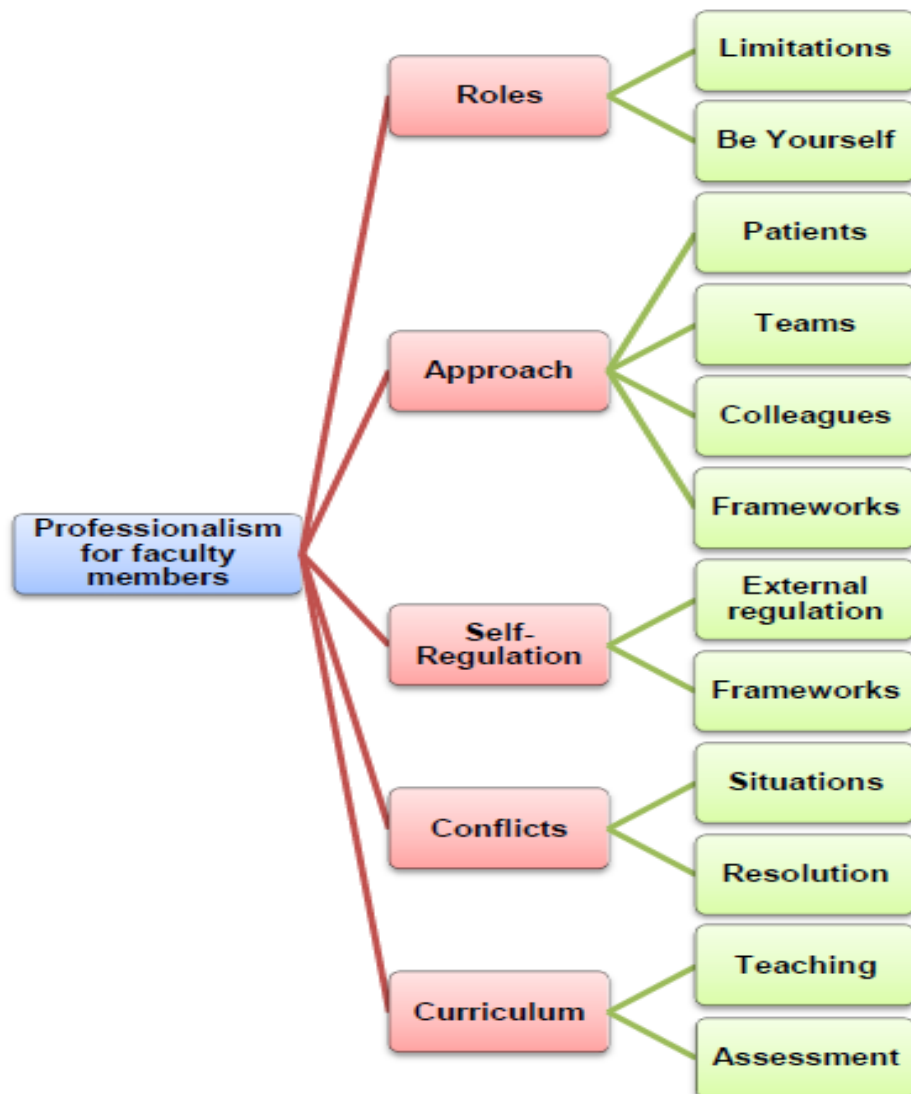 Limitations
Roles
Be Yourself
Patients
Teams
Approach
Colleagues
Frameworks
Professionalism
for faculty
members
External
regulation
Self-
Regulation
Frameworks
Situations
Conflicts
Resolution
Teaching
Curriculum
Assessment